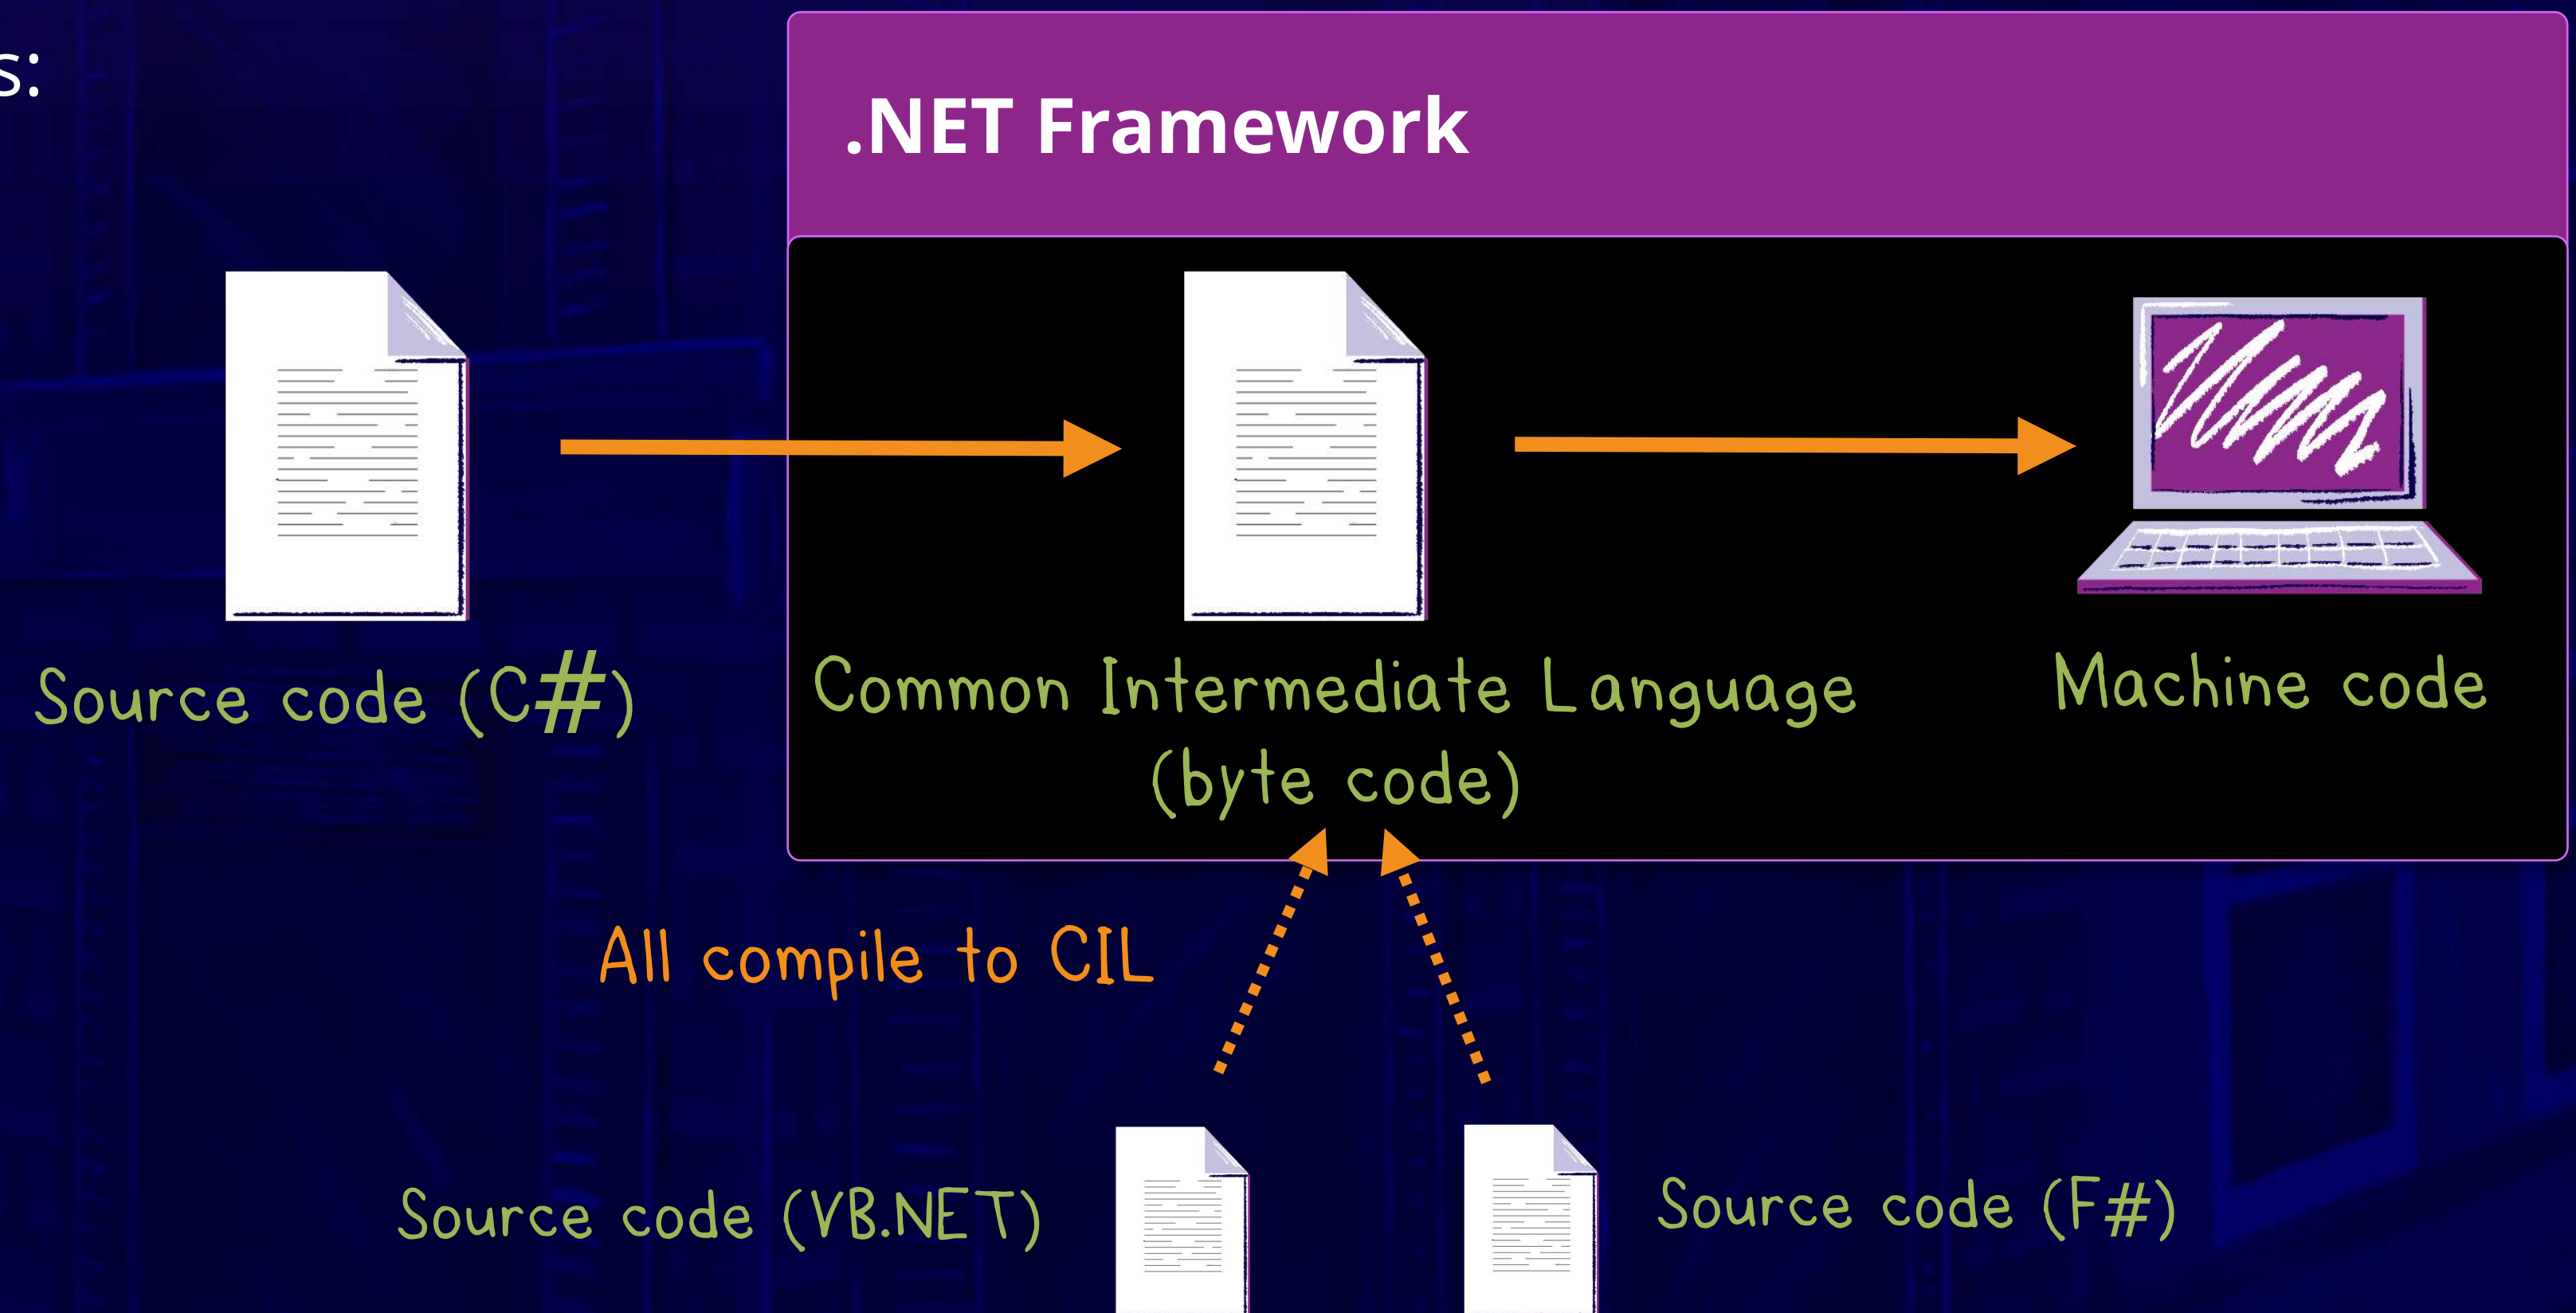 s:
.NET Framework
Source code (C#)
Common Intermediate Language
(byte code)
Machine code
All compile to CIL
Source code (VB.NET)
Source code (F#)